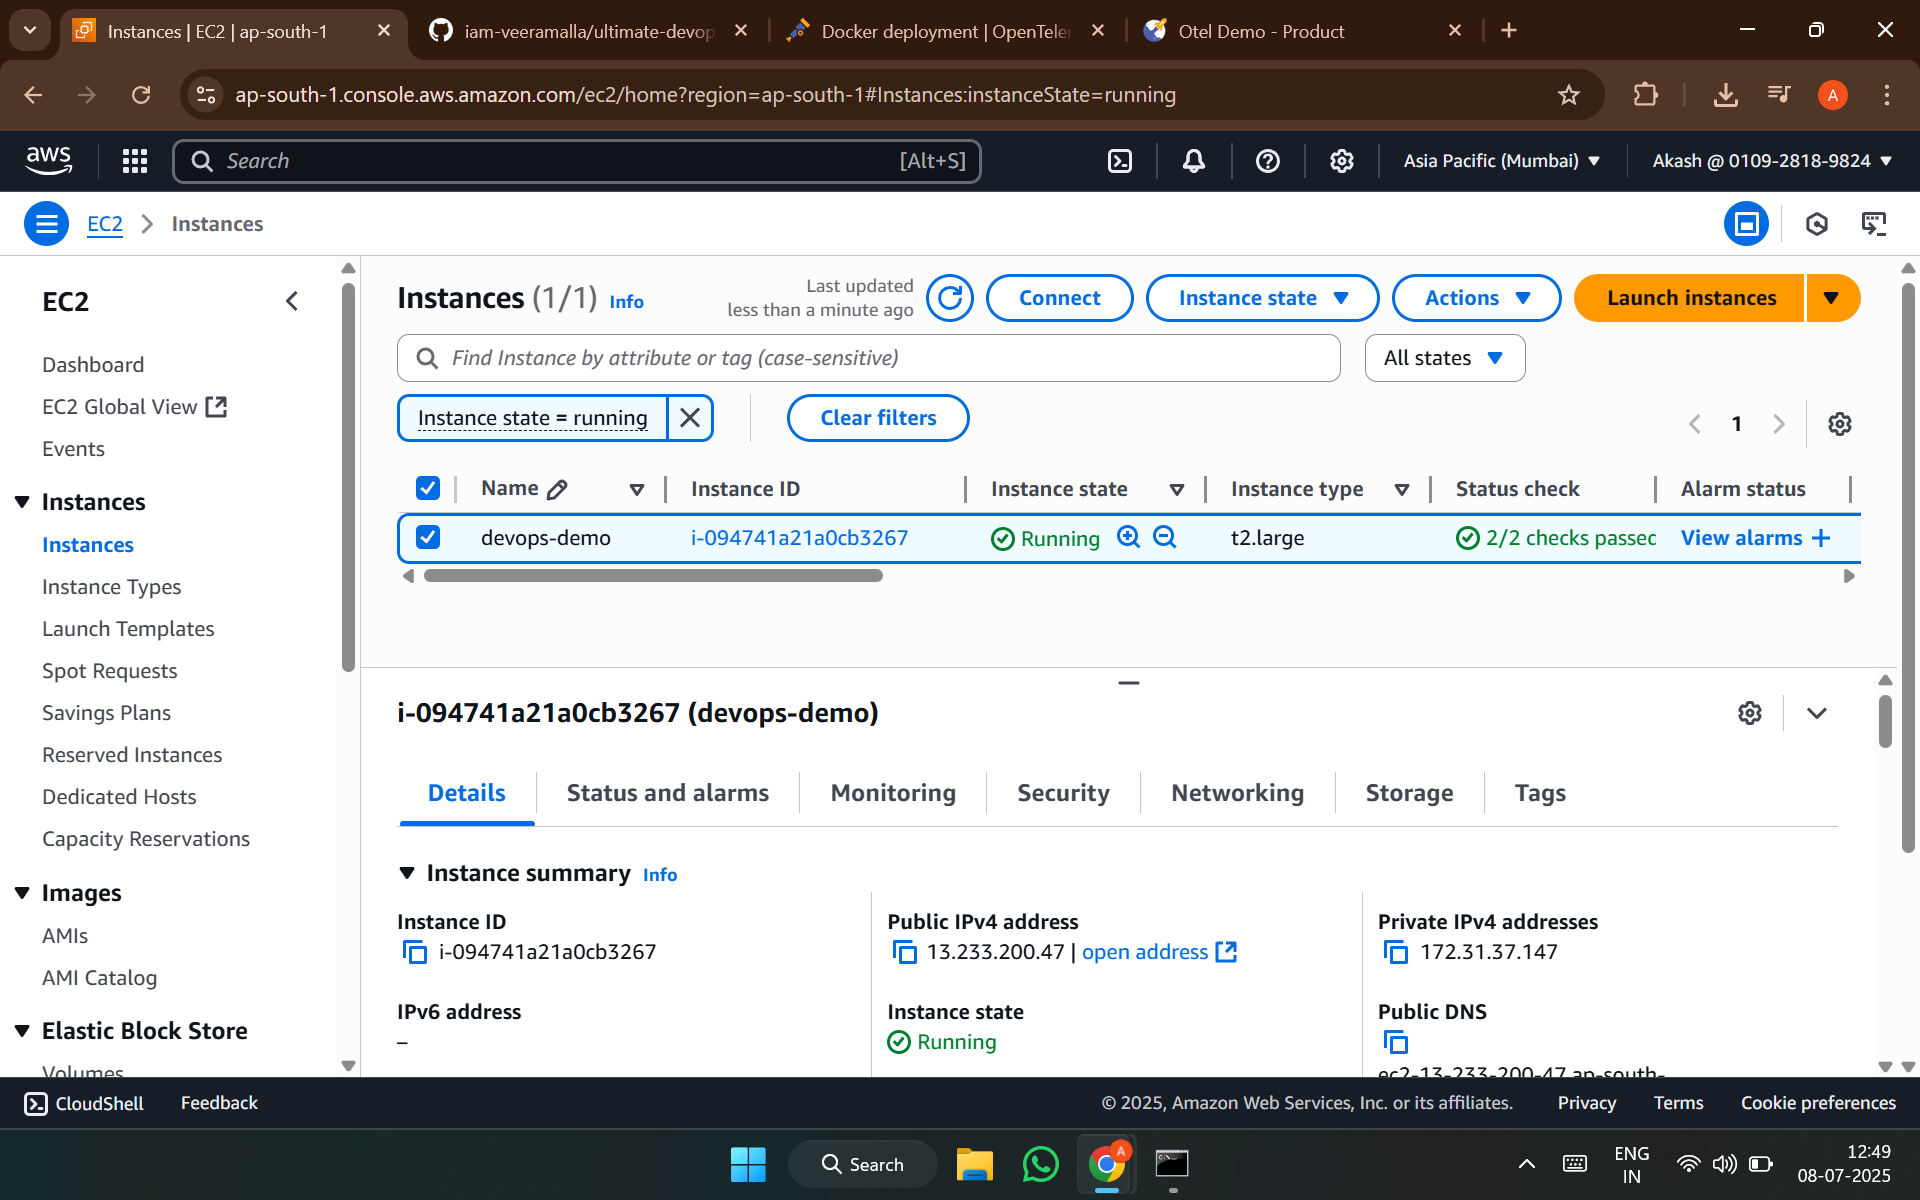 Instances | EC2 | ap-south-1
iam-veeramalla/ultimate-devop
Docker deployment | OpenTeler
Otel Demo - Product
ap-south-1.console.aws.amazon.com/ec2/home?region=ap-south-1#Instances:instanceState=running
A
aws
Search
[Alt+S]
Asia Pacific (Mumbai)
Akash @ 0109-2818-9824
EC2
Instances
EC2
Dashboard
EC2 Global View
Events
Instances
Instances
Instance Types
Launch Templates
Spot Requests
Savings Plans
Reserved Instances
Dedicated Hosts
Capacity Reservations
Images
AMIs
AMI Catalog
Elastic Block Store
Volumes
Instances (1/1) Info
Last updated
less than a minute ago
Connect
Instance state
Actions
Launch instances
Find Instance by attribute or tag (case-sensitive)
All states
Instance state = running
Clear filters
1
Name
Instance ID
Instance state
Instance type
Status check
Alarm status
devops-demo
i-094741a21a0cb3267
Running
t2.large
2/2 checks passec
View alarms +
i-094741a21a0cb3267 (devops-demo)
Details
Status and alarms
Monitoring
Security
Networking
Storage
Tags
Instance summary Info
Instance ID
i-094741a21a0cb3267
Public IPv4 address
13.233.200.47 | open address
Private IPv4 addresses
172.31.37.147
IPv6 address
–
Instance state
Running
Public DNS
ec2-13-233-200-47.ap-south-
CloudShell
Feedback
© 2025, Amazon Web Services, Inc. or its affiliates.
Privacy
Terms
Cookie preferences
Search
A
ENG
IN
12:49
08-07-2025